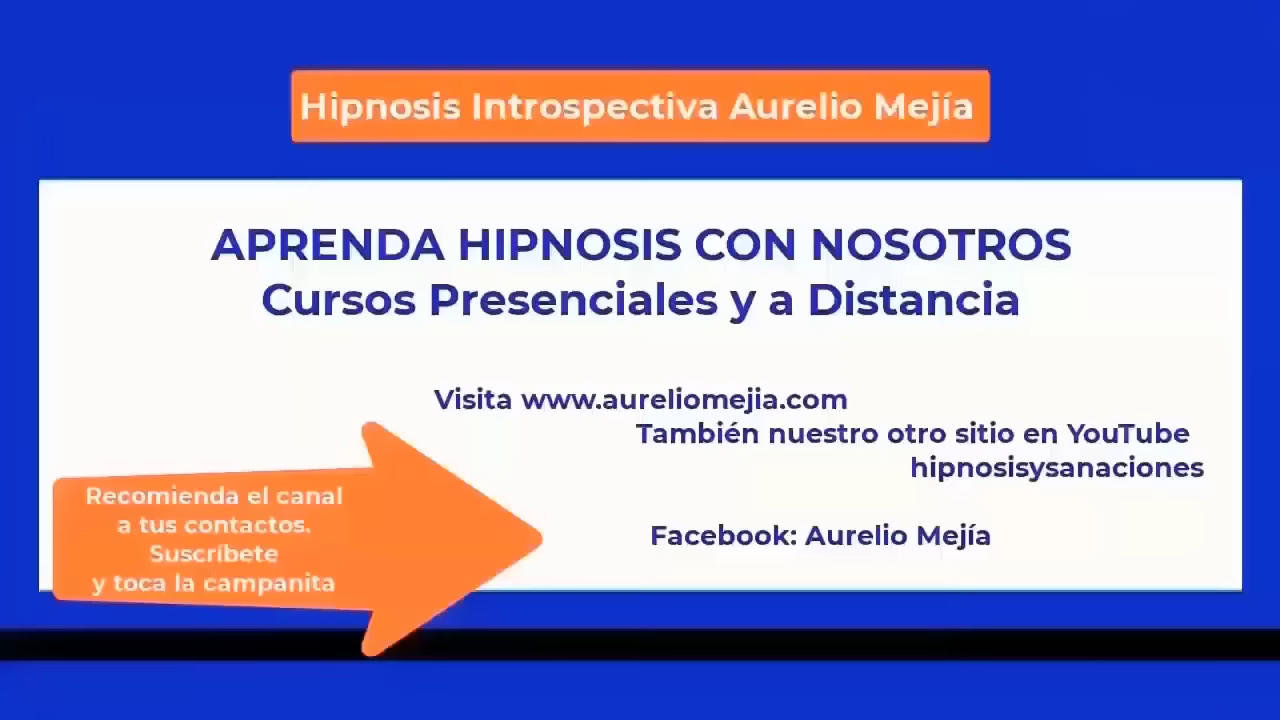 Hipnosis Introspectiva Aurelio Mejía
APRENDA HIPNOSIS CON NOSOTROS
Cursos Presenciales y a Distancia
Visita www.aureliomejia.com
También nuestro otro sitio en YouTube
hipnosisysanaciones
Recomienda el canal
a tus contactos.
Suscríbete
y toca la campanita
Facebook: Aurelio Mejía